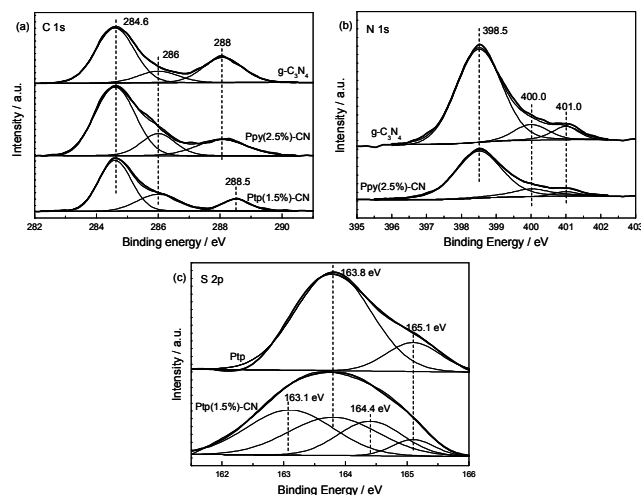 (a)
C 1s
284.6
286
288
g-C₃N₄
Ppy(2.5%)-CN
288.5
Ptp(1.5%)-CN
Intensity / a.u.
282 284 286 288 290
Binding energy / eV
(b)
N 1s
398.5
400.0
401.0
g-C₃N₄
Ppy(2.5%)-CN
Intensity / a.u.
395 396 397 398 399 400 401 402 403
Binding Energy / eV
(c)
S 2p
163.8 eV
165.1 eV
Ptp
Ptp(1.5%)-CN
163.1 eV
164.4 eV
Intensity / a.u.
162 163 164 165 166
Binding Energy / eV